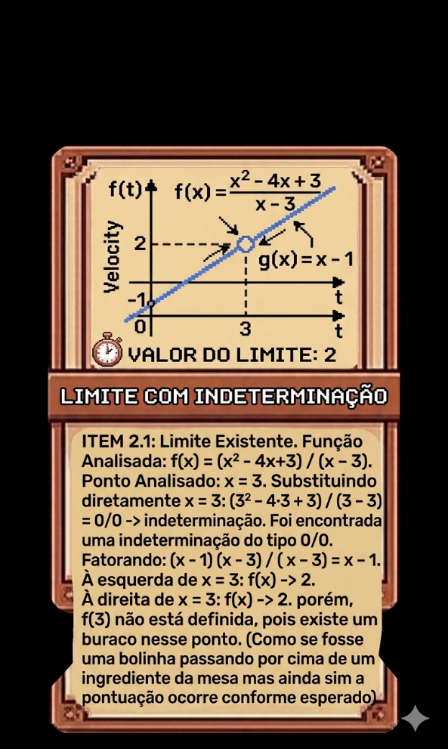 f(t)
f(x) = x² - 4x + 3 / x - 3
Velocity
2
g(x) = x - 1
t
-1
0
3
t
VALOR DO LIMITE: 2
LIMITE COM INDETERMINAÇÃO
ITEM 2.1: Limite Existente. Função
Analisada: f(x) = (x² - 4x+3) / (x – 3).
Ponto Analisado: x = 3. Substituindo
diretamente x = 3: (3² - 4·3 + 3) / (3 - 3)
= 0/0 -> indeterminação. Foi encontrada
uma indeterminação do tipo 0/0.
Fatorando: (x - 1) (x - 3) / ( x – 3) = x - 1.
À esquerda de x = 3: f(x) -> 2.
À direita de x = 3: f(x) -> 2. porém,
f(3) não está definida, pois existe um
buraco nesse ponto. (Como se fosse
uma bolinha passando por cima de um
ingrediente da mesa mas ainda sim a
pontuação ocorre conforme esperado)